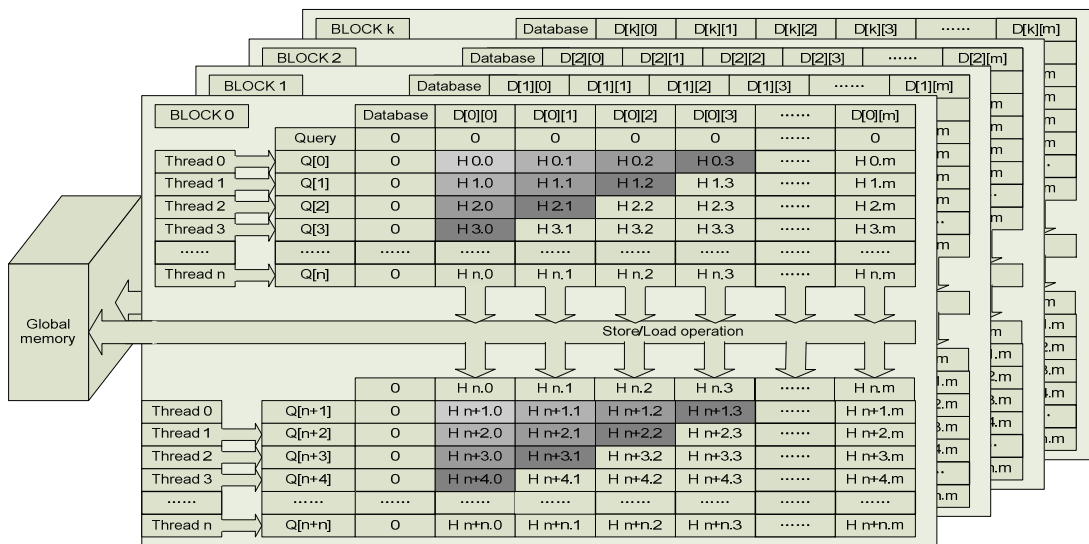 BLOCK k Database D[k][0] D[k][1] D[k][2] D[k][3] ...... D[k][m]
BLOCK 2 Database D[2][0] D[2][1] D[2][2] D[2][3] ...... D[2][m]
BLOCK 1 Database D[1][0] D[1][1] D[1][2] D[1][3] ...... D[1][m]
BLOCK 0 Database D[0][0] D[0][1] D[0][2] D[0][3] ...... D[0][m]
Query 0 0 0 0 0 ...... 0
Thread 0 Q[0] 0 H 0.0 H 0.1 H 0.2 H 0.3 ...... H 0.m
Thread 1 Q[1] 0 H 1.0 H 1.1 H 1.2 H 1.3 ...... H 1.m
Thread 2 Q[2] 0 H 2.0 H 2.1 H 2.2 H 2.3 ...... H 2.m
Thread 3 Q[3] 0 H 3.0 H 3.1 H 3.2 H 3.3 ...... H 3.m
...... ...... ...... ...... ...... ...... ...... ...... ......
Thread n Q[n] 0 H n.0 H n.1 H n.2 H n.3 ...... H n.m
Global memory
Store/Load operation
0 H n.0 H n.1 H n.2 H n.3 ...... H n.m
Thread 0 Q[n+1] 0 H n+1.0 H n+1.1 H n+1.2 H n+1.3 ...... H n+1.m
Thread 1 Q[n+2] 0 H n+2.0 H n+2.1 H n+2.2 H n+2.3 ...... H n+2.m
Thread 2 Q[n+3] 0 H n+3.0 H n+3.1 H n+3.2 H n+3.3 ...... H n+3.m
Thread 3 Q[n+4] 0 H n+4.0 H n+4.1 H n+4.2 H n+4.3 ...... H n+4.m
...... ...... ...... ...... ...... ...... ...... ...... ......
Thread n Q[n+n] 0 H n+n.0 H n+n.1 H n+n.2 H n+n.3 ...... H n+n.m